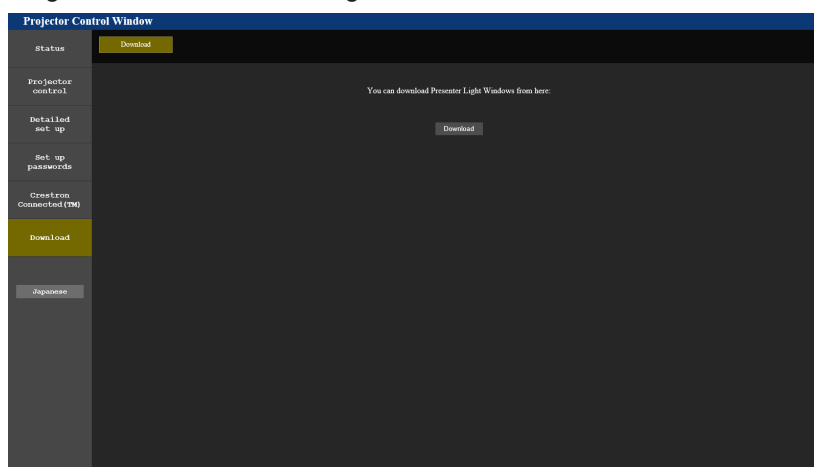 Projector Control Window
Status
Download
Projector
control
You can download Presenter Light Windows from here:
Detailed
set up
Download
Set up
passwords
Crestron
Connected(TM)
Download
Japanese